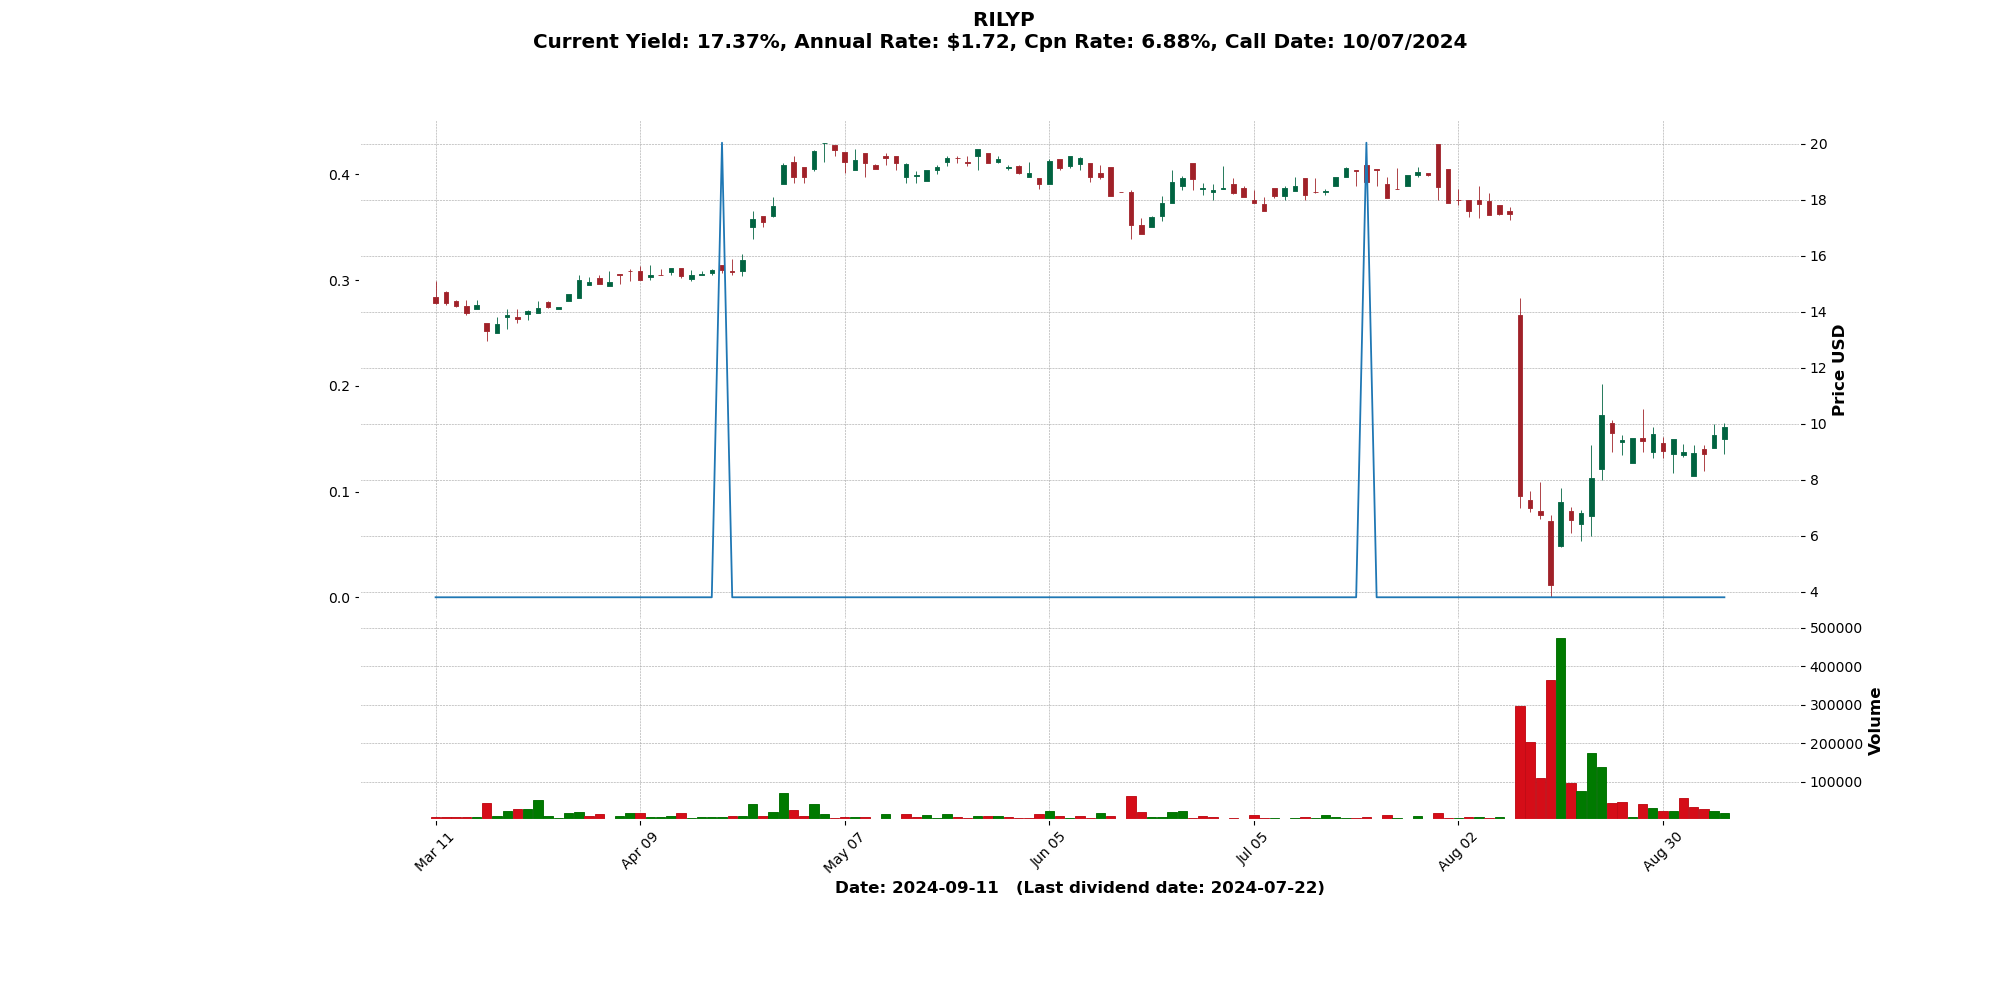 RILYP
Current Yield: 17.37%, Annual Rate: $1.72, Cpn Rate: 6.88%, Call Date: 10/07/2024
0.4
0.3
0.2
0.1
0.0
20
18
16
14
12
10
8
6
4
Price USD
500000
400000
300000
200000
100000
Volume
Mar 11
Apr 09
May 07
Jun 05
Jul 05
Aug 02
Aug 30
Date: 2024-09-11   (Last dividend date: 2024-07-22)